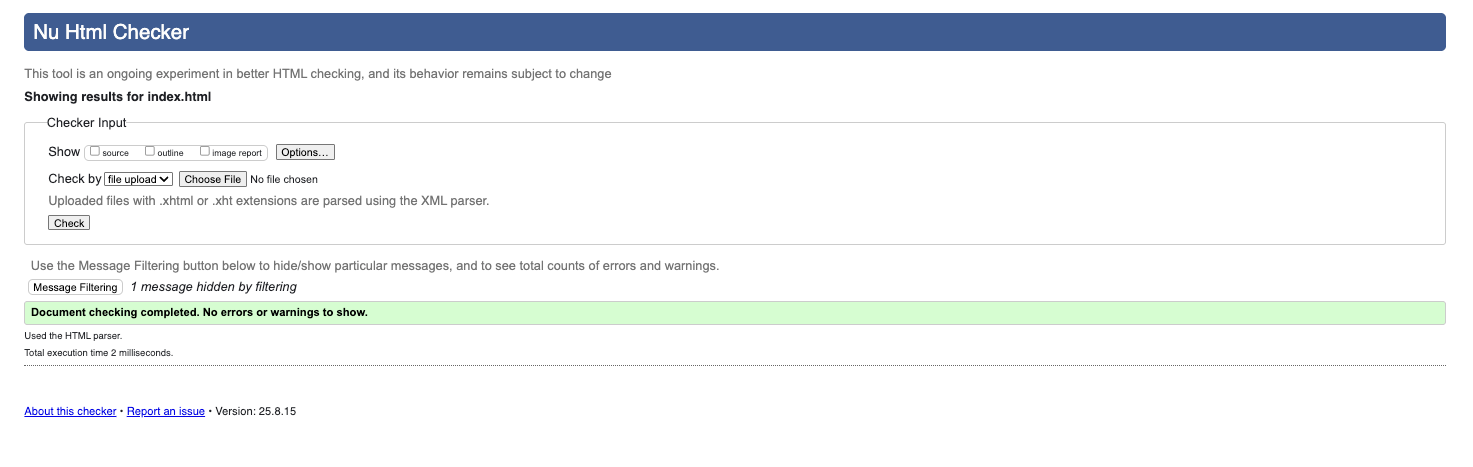 Nu Html Checker
This tool is an ongoing experiment in better HTML checking, and its behavior remains subject to change
Showing results for index.html
Checker Input
Show source outline image report Options…
Check by file upload Choose File No file chosen
Uploaded files with .xhtml or .xht extensions are parsed using the XML parser.
Check
Use the Message Filtering button below to hide/show particular messages, and to see total counts of errors and warnings.
Message Filtering 1 message hidden by filtering
Document checking completed. No errors or warnings to show.
Used the HTML parser.
Total execution time 2 milliseconds.
About this checker • Report an issue • Version: 25.8.15